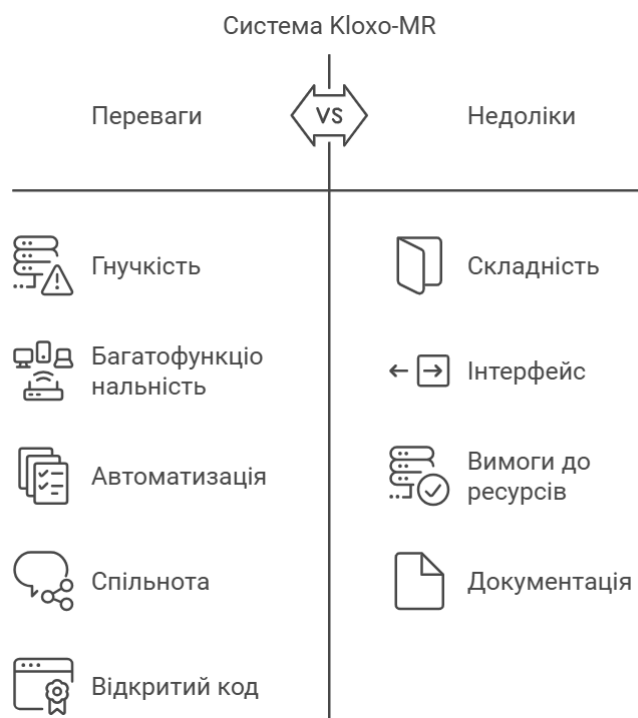 Система Kloxo-MR
Переваги
VS
Недоліки
Гнучкість
Багатофункціо
нальність
Автоматизація
Спільнота
Відкритий код
Складність
Інтерфейс
Вимоги до
ресурсів
Документація